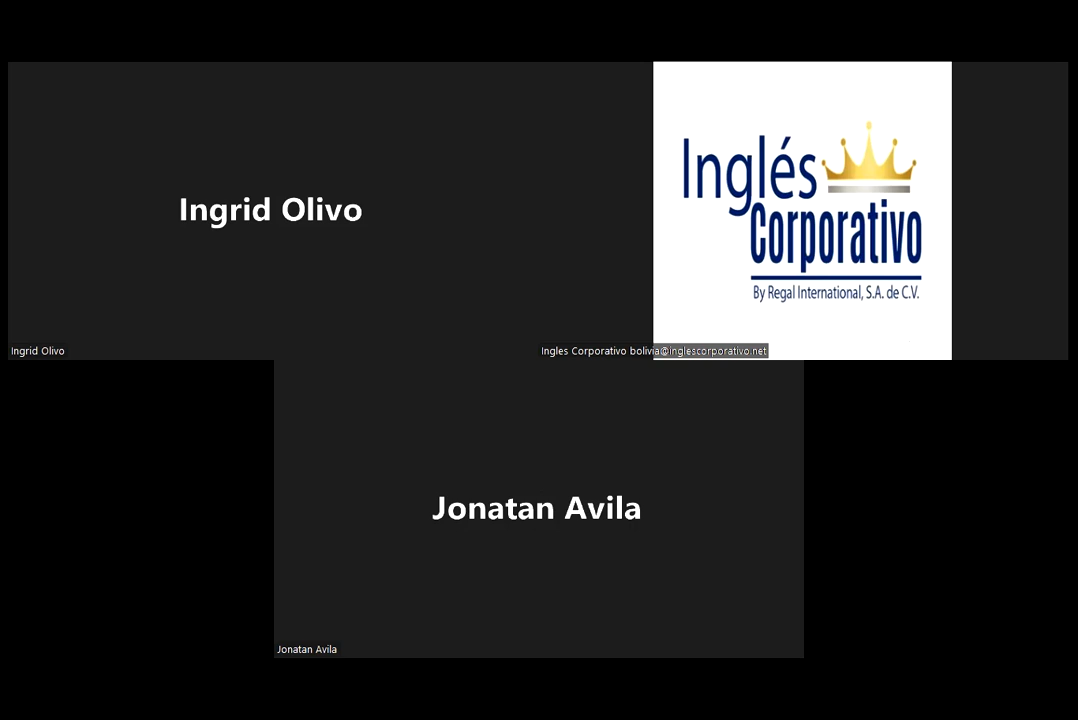 Ingrid Olivo
Inglés
Corporativo
By Regal International, S.A. de C.V.
Ingrid Olivo
Ingles Corporativo bolivia@inglescorporativo.net
Jonatan Avila
Jonatan Avila